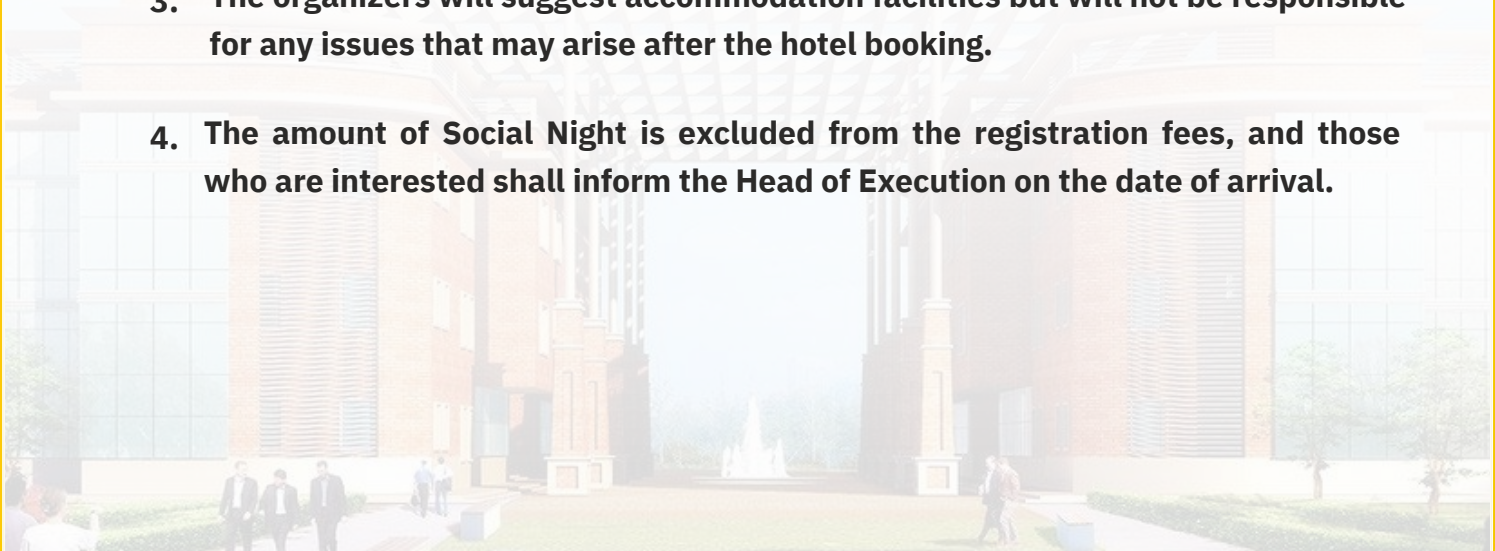 3. The organizers will suggest accommodation facilities but will not be responsible
for any issues that may arise after the hotel booking.
4. The amount of Social Night is excluded from the registration fees, and those
who are interested shall inform the Head of Execution on the date of arrival.